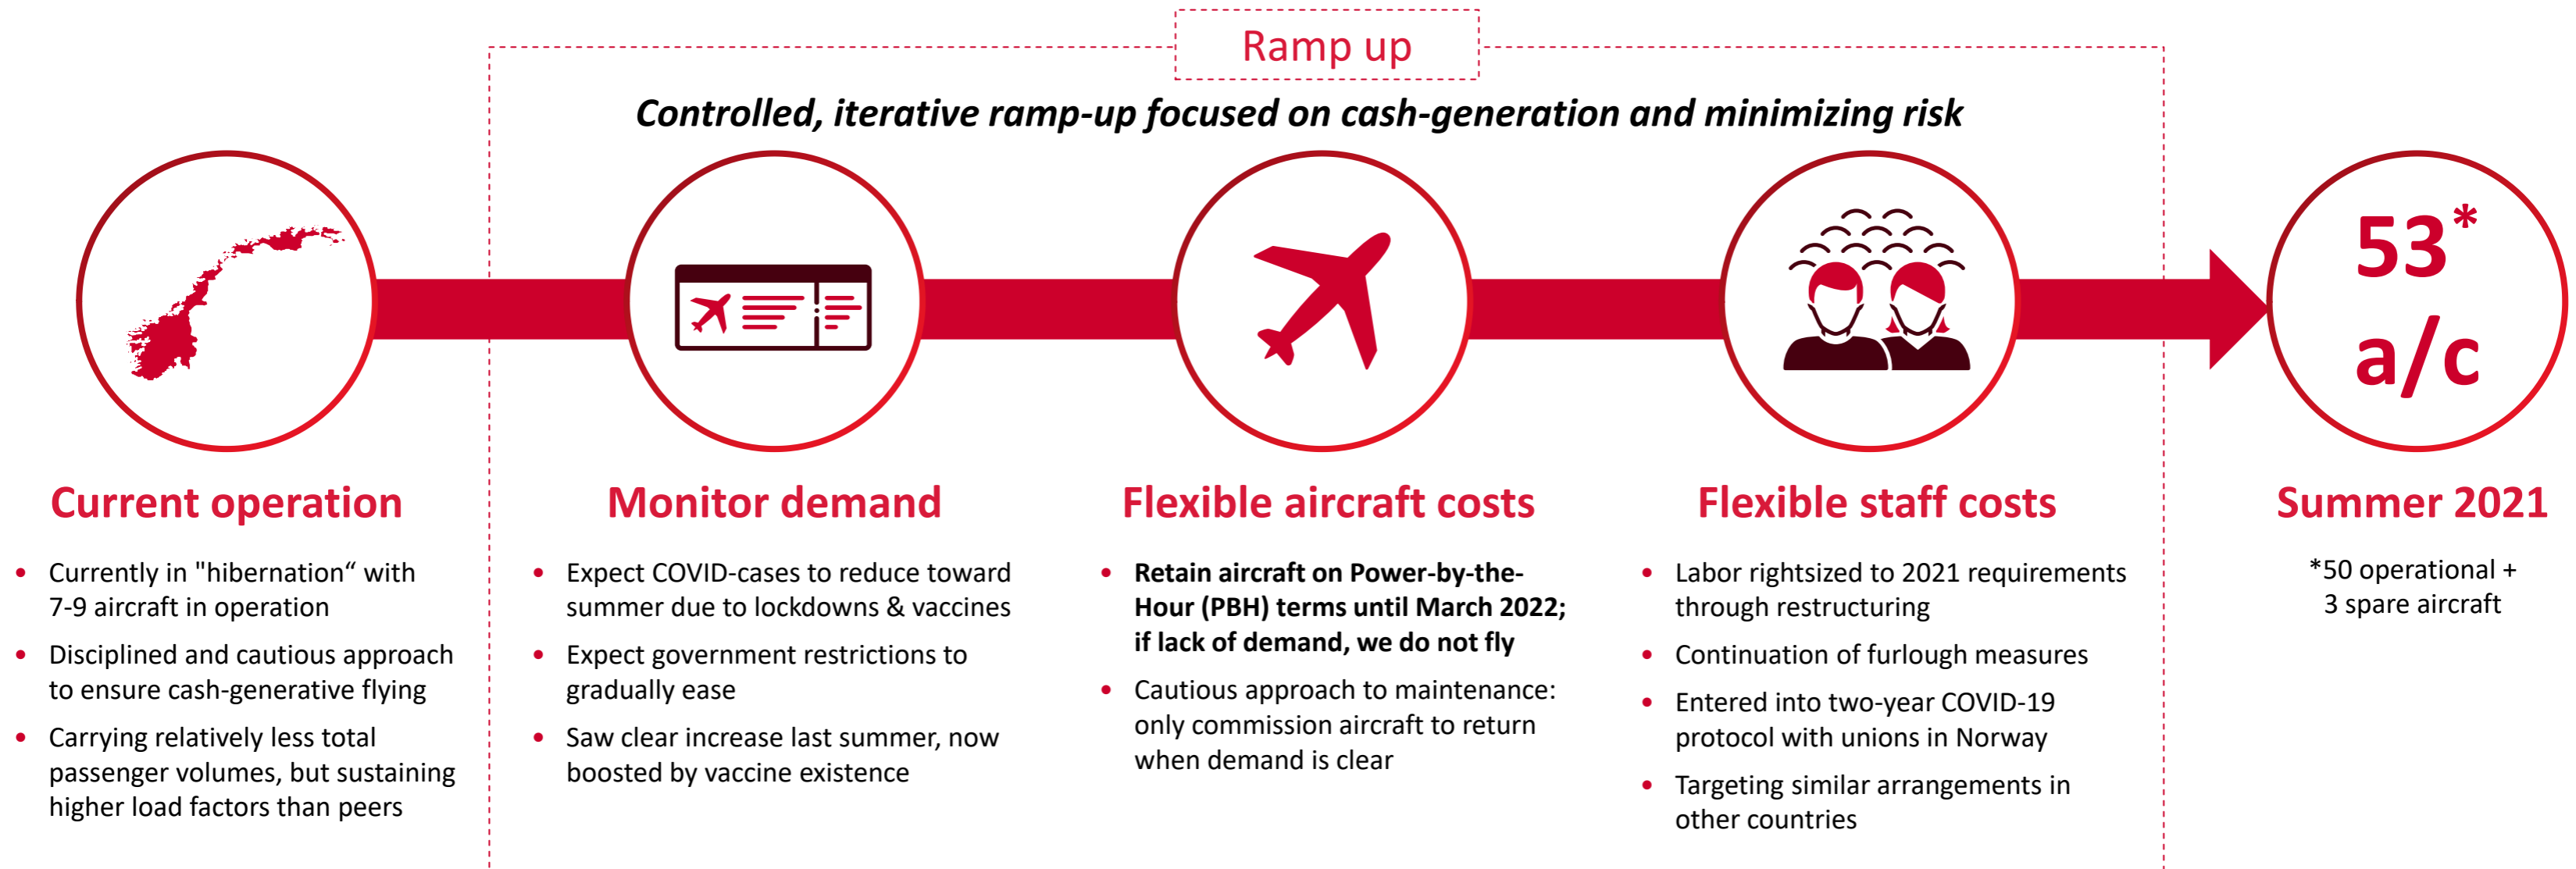 Ramp up
Controlled, iterative ramp-up focused on cash-generation and minimizing risk
53*
a/c
Current operation
• Currently in "hibernation“ with
7-9 aircraft in operation
• Disciplined and cautious approach
to ensure cash-generative flying
• Carrying relatively less total
passenger volumes, but sustaining
higher load factors than peers
Monitor demand
• Expect COVID-cases to reduce toward
summer due to lockdowns & vaccines
• Expect government restrictions to
gradually ease
• Saw clear increase last summer, now
boosted by vaccine existence
Flexible aircraft costs
• Retain aircraft on Power-by-the-
Hour (PBH) terms until March 2022;
if lack of demand, we do not fly
• Cautious approach to maintenance:
only commission aircraft to return
when demand is clear
Flexible staff costs
• Labor rightsized to 2021 requirements
through restructuring
• Continuation of furlough measures
• Entered into two-year COVID-19
protocol with unions in Norway
• Targeting similar arrangements in
other countries
Summer 2021
*50 operational +
3 spare aircraft